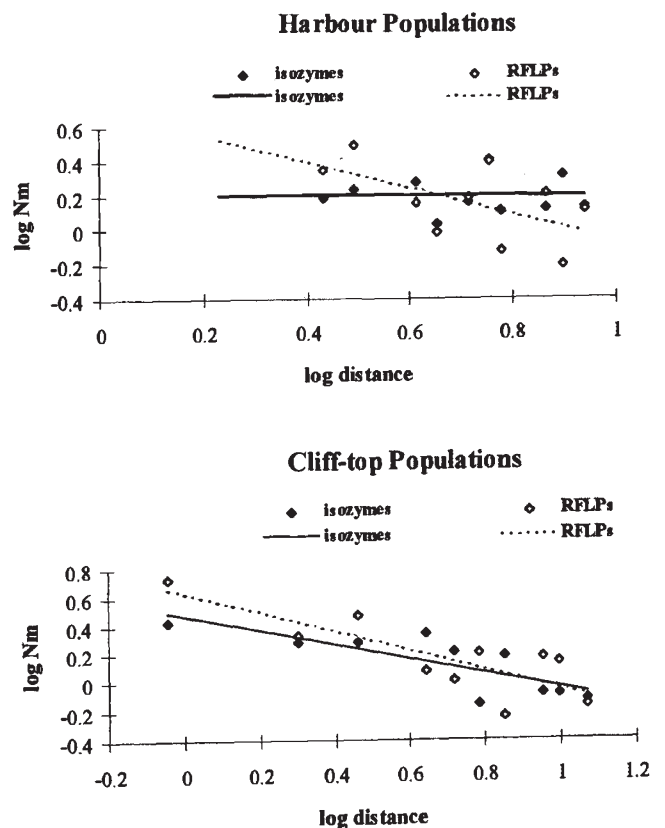 Harbour Populations
isozymes RFLPs
isozymes RFLPs
0.6
0.4
0.2
0
-0.2
-0.4
log Nm
0 0.2 0.4 0.6 0.8 1
log distance
Cliff-top Populations
isozymes RFLPs
isozymes RFLPs
0.8
0.6
0.4
0.2
0
-0.2
-0.4
log Nm
-0.2 0 0.2 0.4 0.6 0.8 1 1.2
log distance